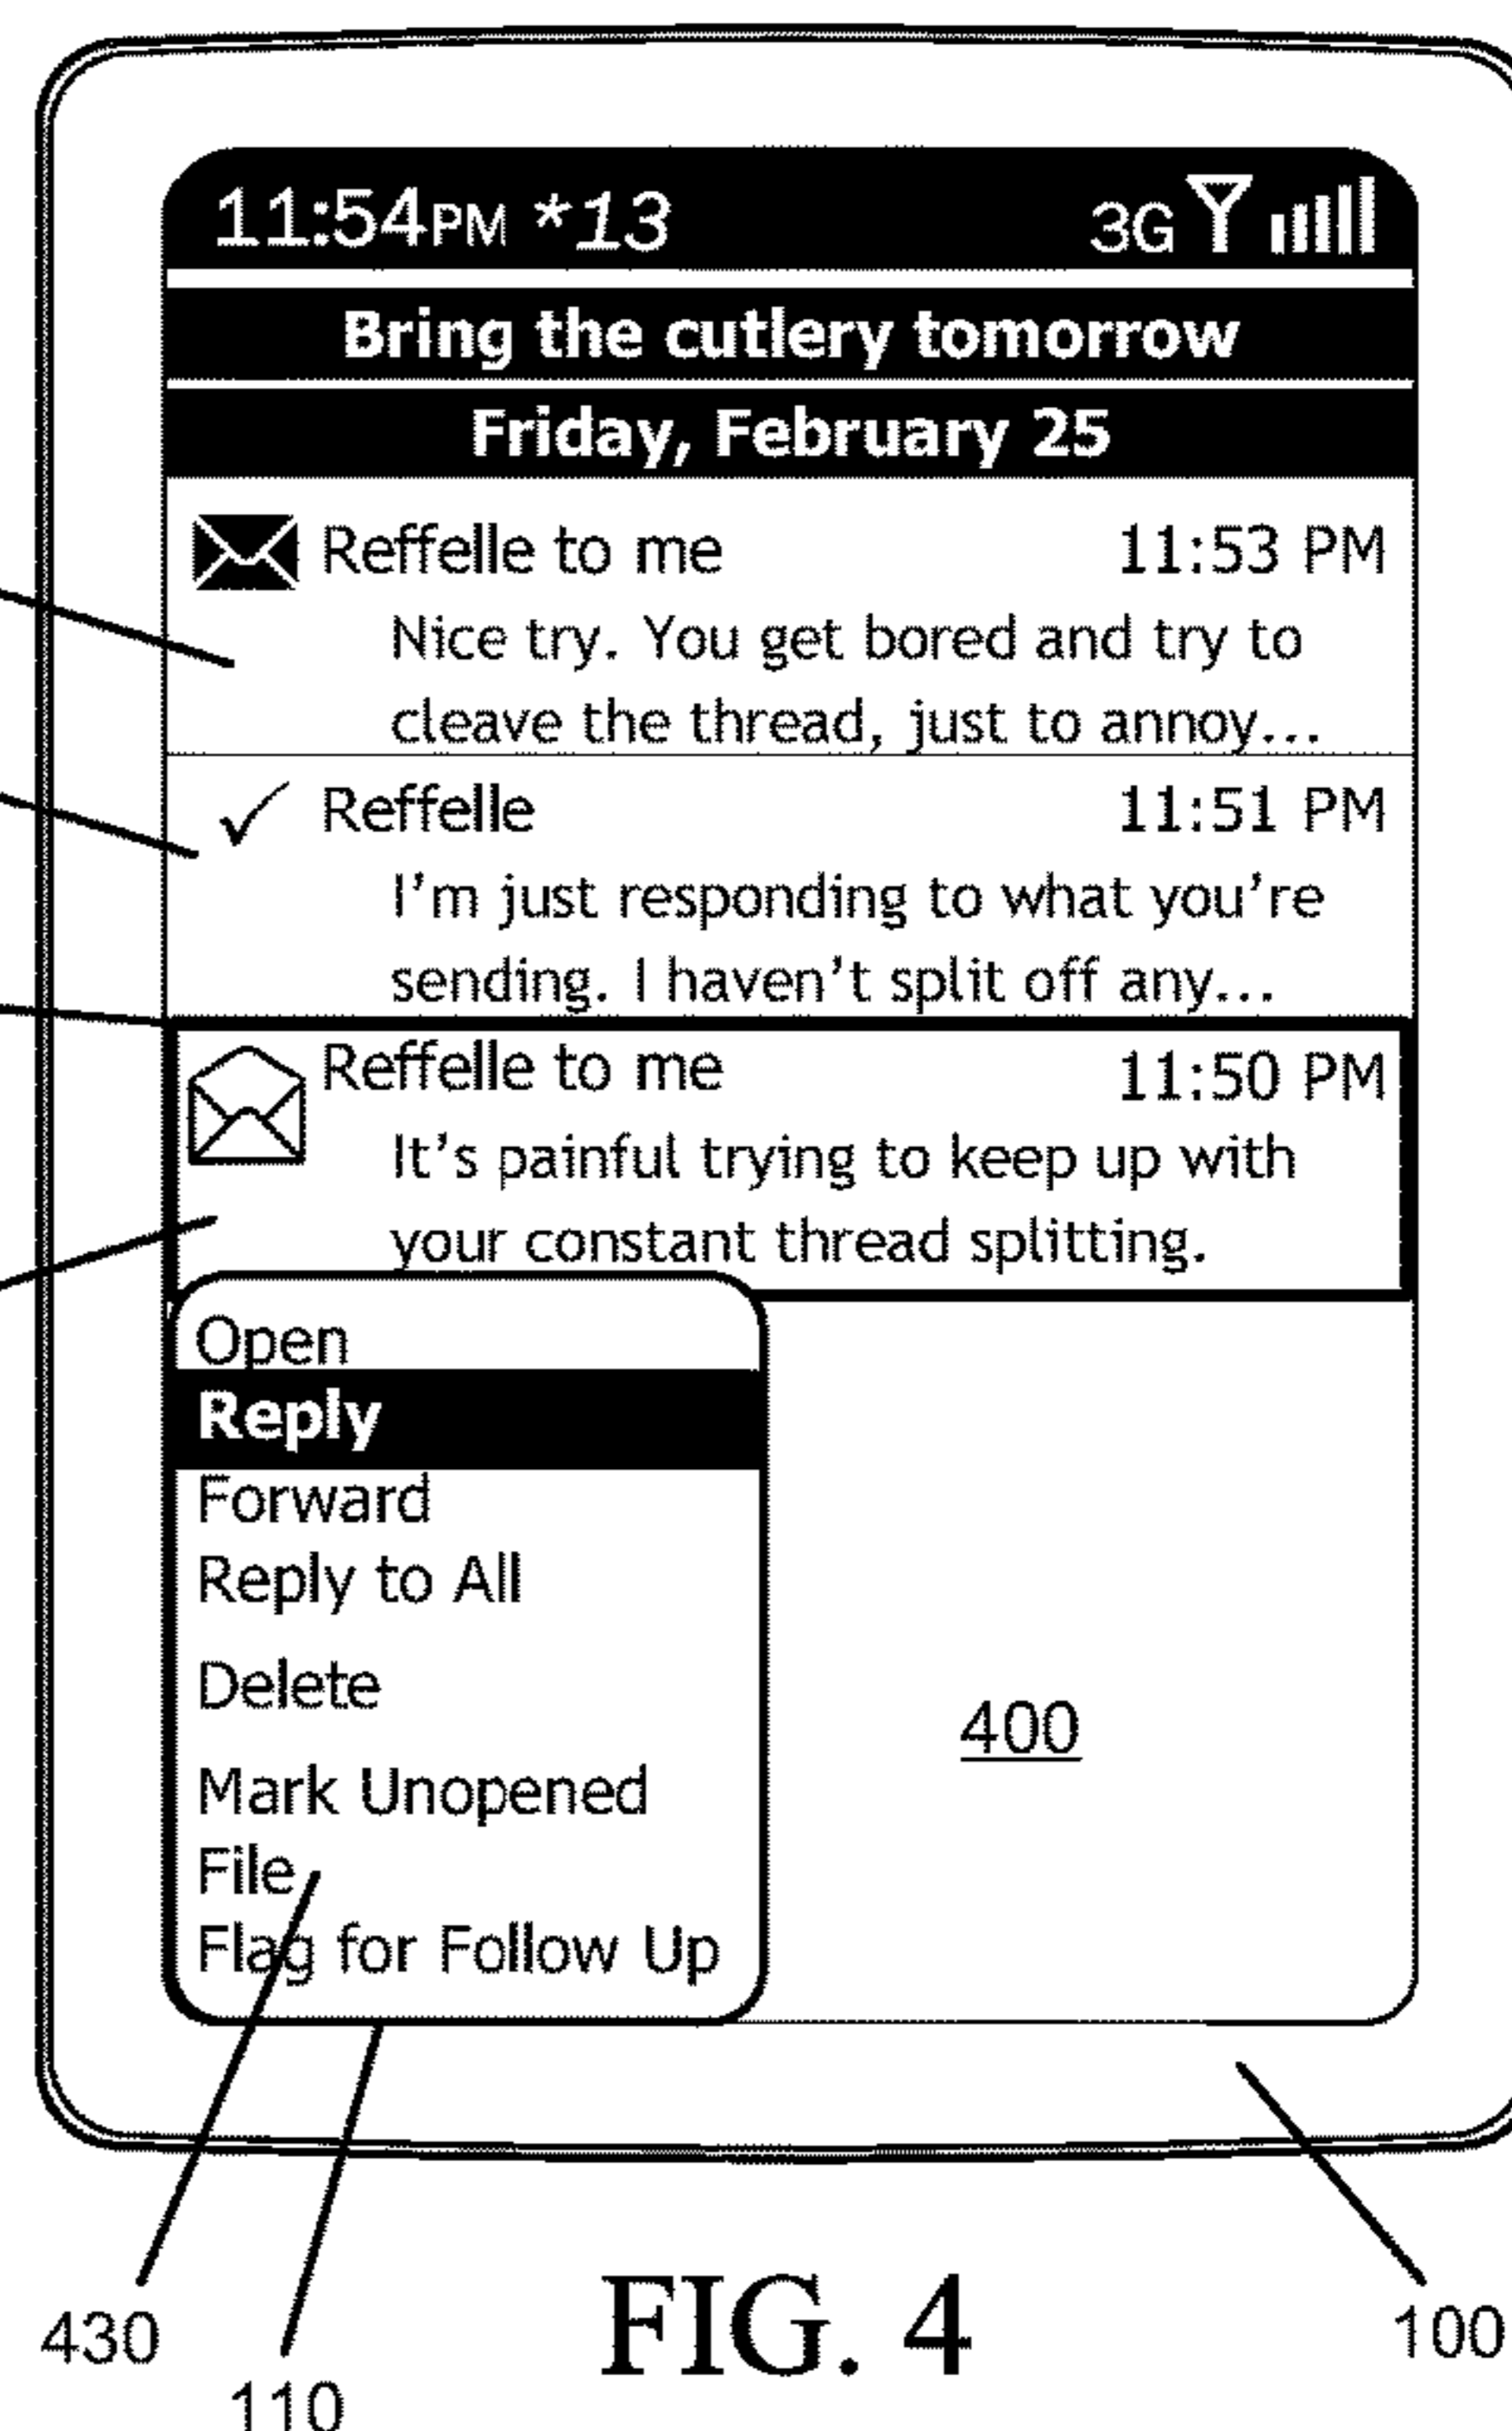 11:54PM *13 3G
Bring the cutlery tomorrow
Friday, February 25
Reffelle to me 11:53 PM
Nice try. You get bored and try to
cleave the thread, just to annoy...
Reffelle 11:51 PM
I'm just responding to what you're
sending. I haven't split off any...
Reffelle to me 11:50 PM
It's painful trying to keep up with
your constant thread splitting.
Open
Reply
Forward
Reply to All
Delete
Mark Unopened
File
Flag for Follow Up
400
430
110
FIG. 4
100